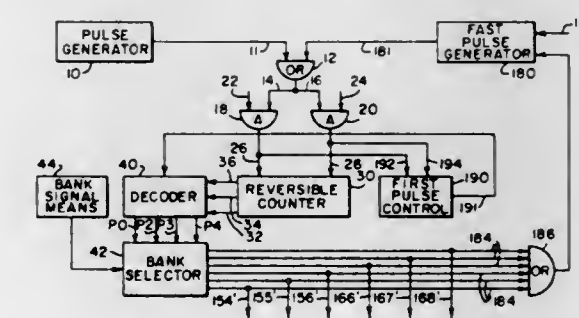 PULSE
GENERATOR
10
11
OR
12
181
FAST
PULSE
GENERATOR
180
22
14
16
24
18
A
A
20
26
26
192
194
44
BANK
SIGNAL
MEANS
40
DECODER
36
34
32
REVERSIBLE
COUNTER
30
FIRST
PULSE
CONTROL
190
191
P0
P2
P3
P4
42
BANK
SELECTOR
184
184
186
OR
154'
155'
156'
166'
167'
168'